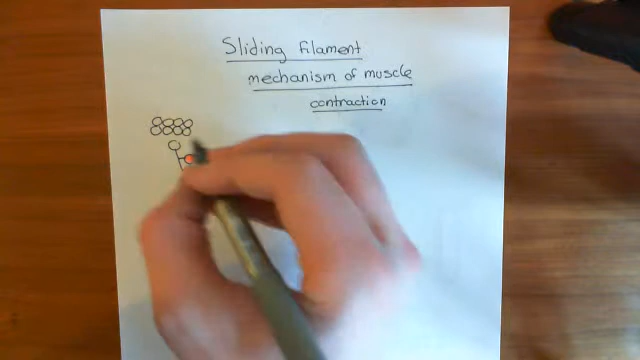 Sliding filament
mechanism of muscle
contraction